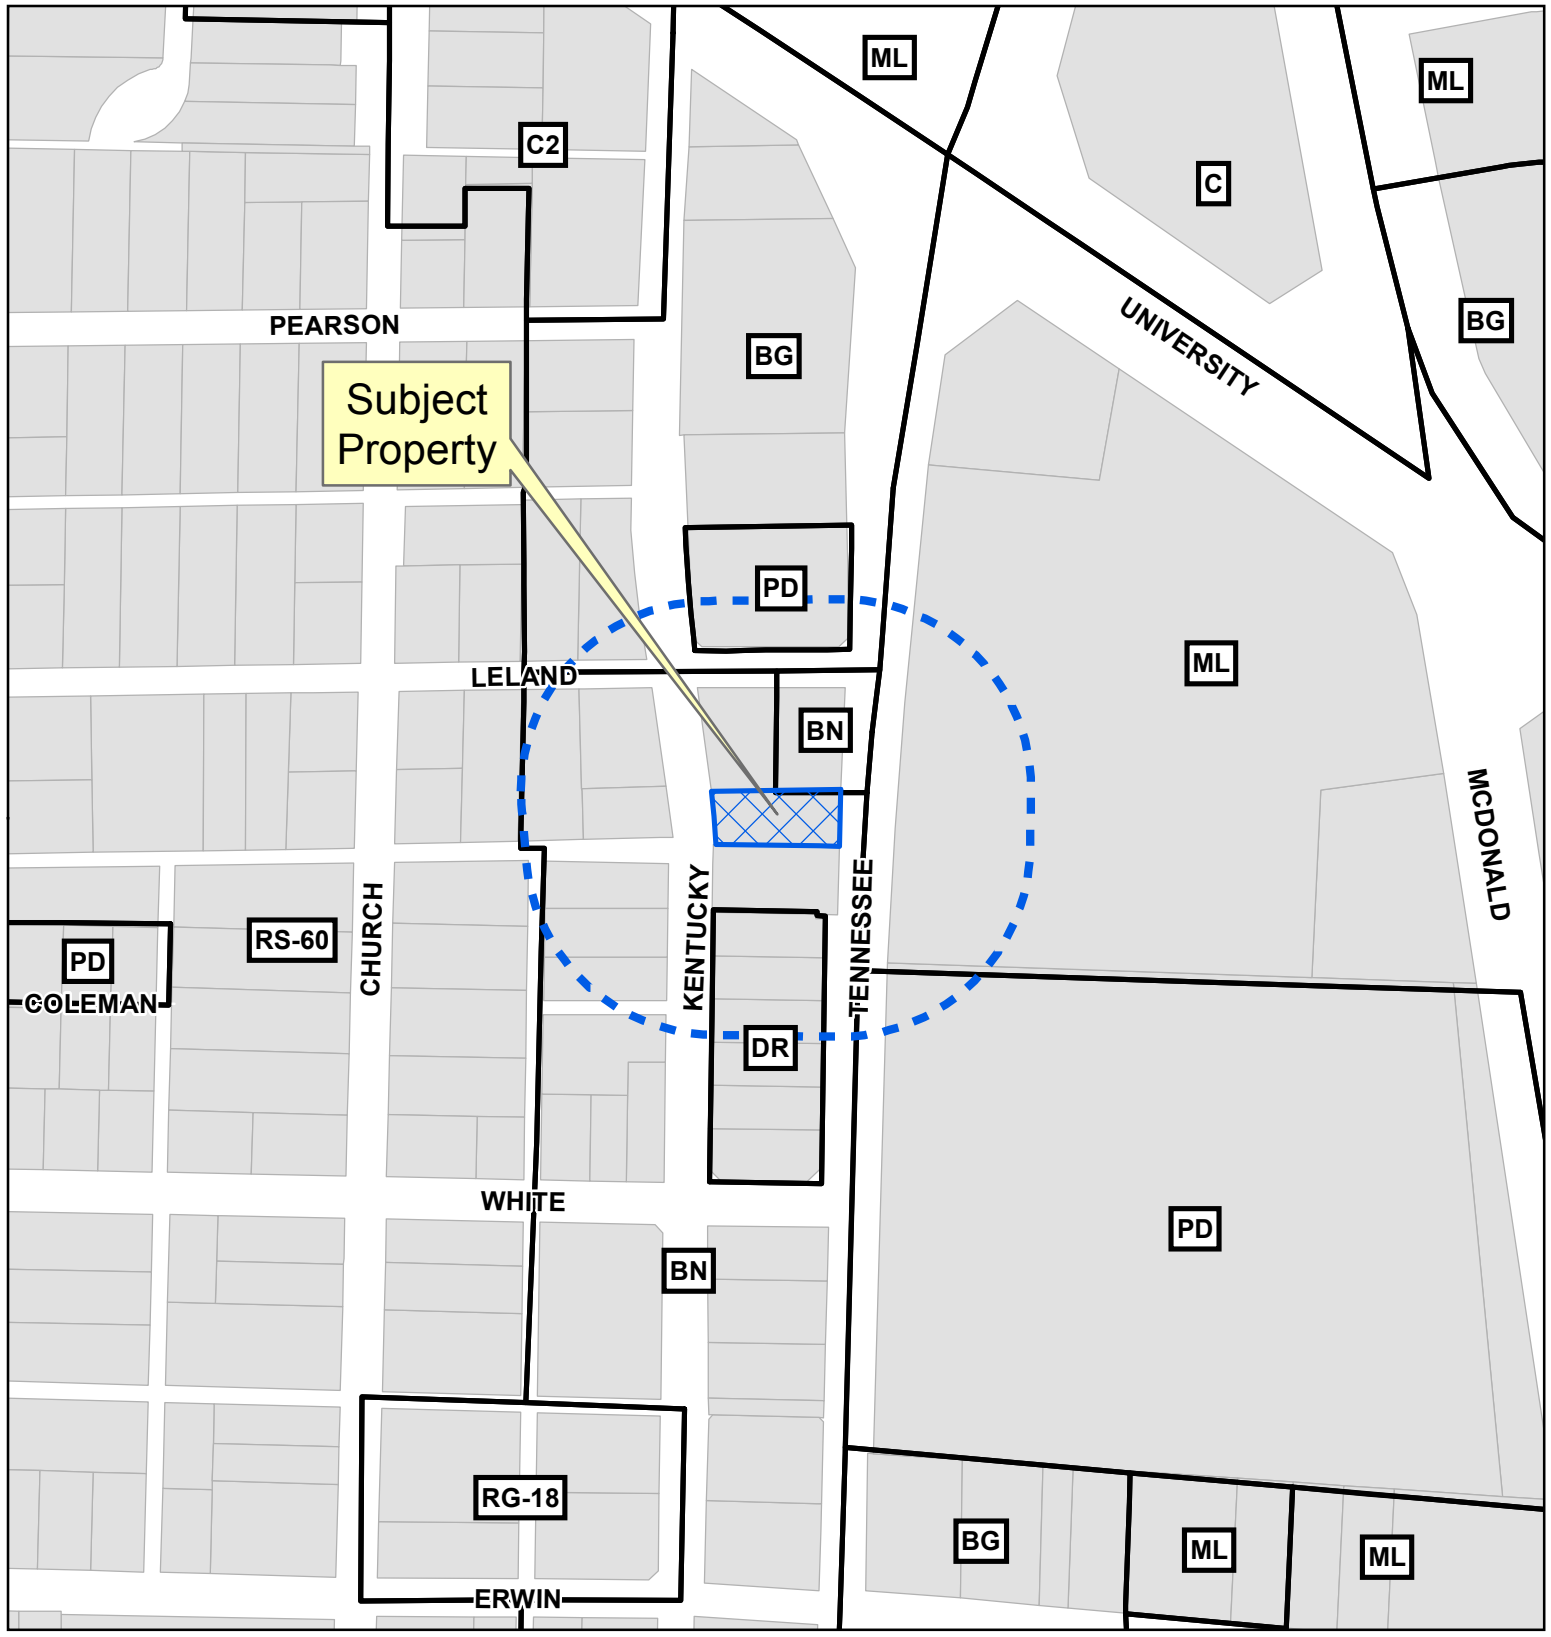 ML
ML
C2
C
PEARSON
BG
UNIVERSITY
BG
Subject
Property
PD
LELAND
ML
BN
MCDONALD
CHURCH
RS-60
PD
COLEMAN
KENTUCKY
TENNESSEE
DR
WHITE
BN
PD
RG-18
BG
ML
ML
ERWIN